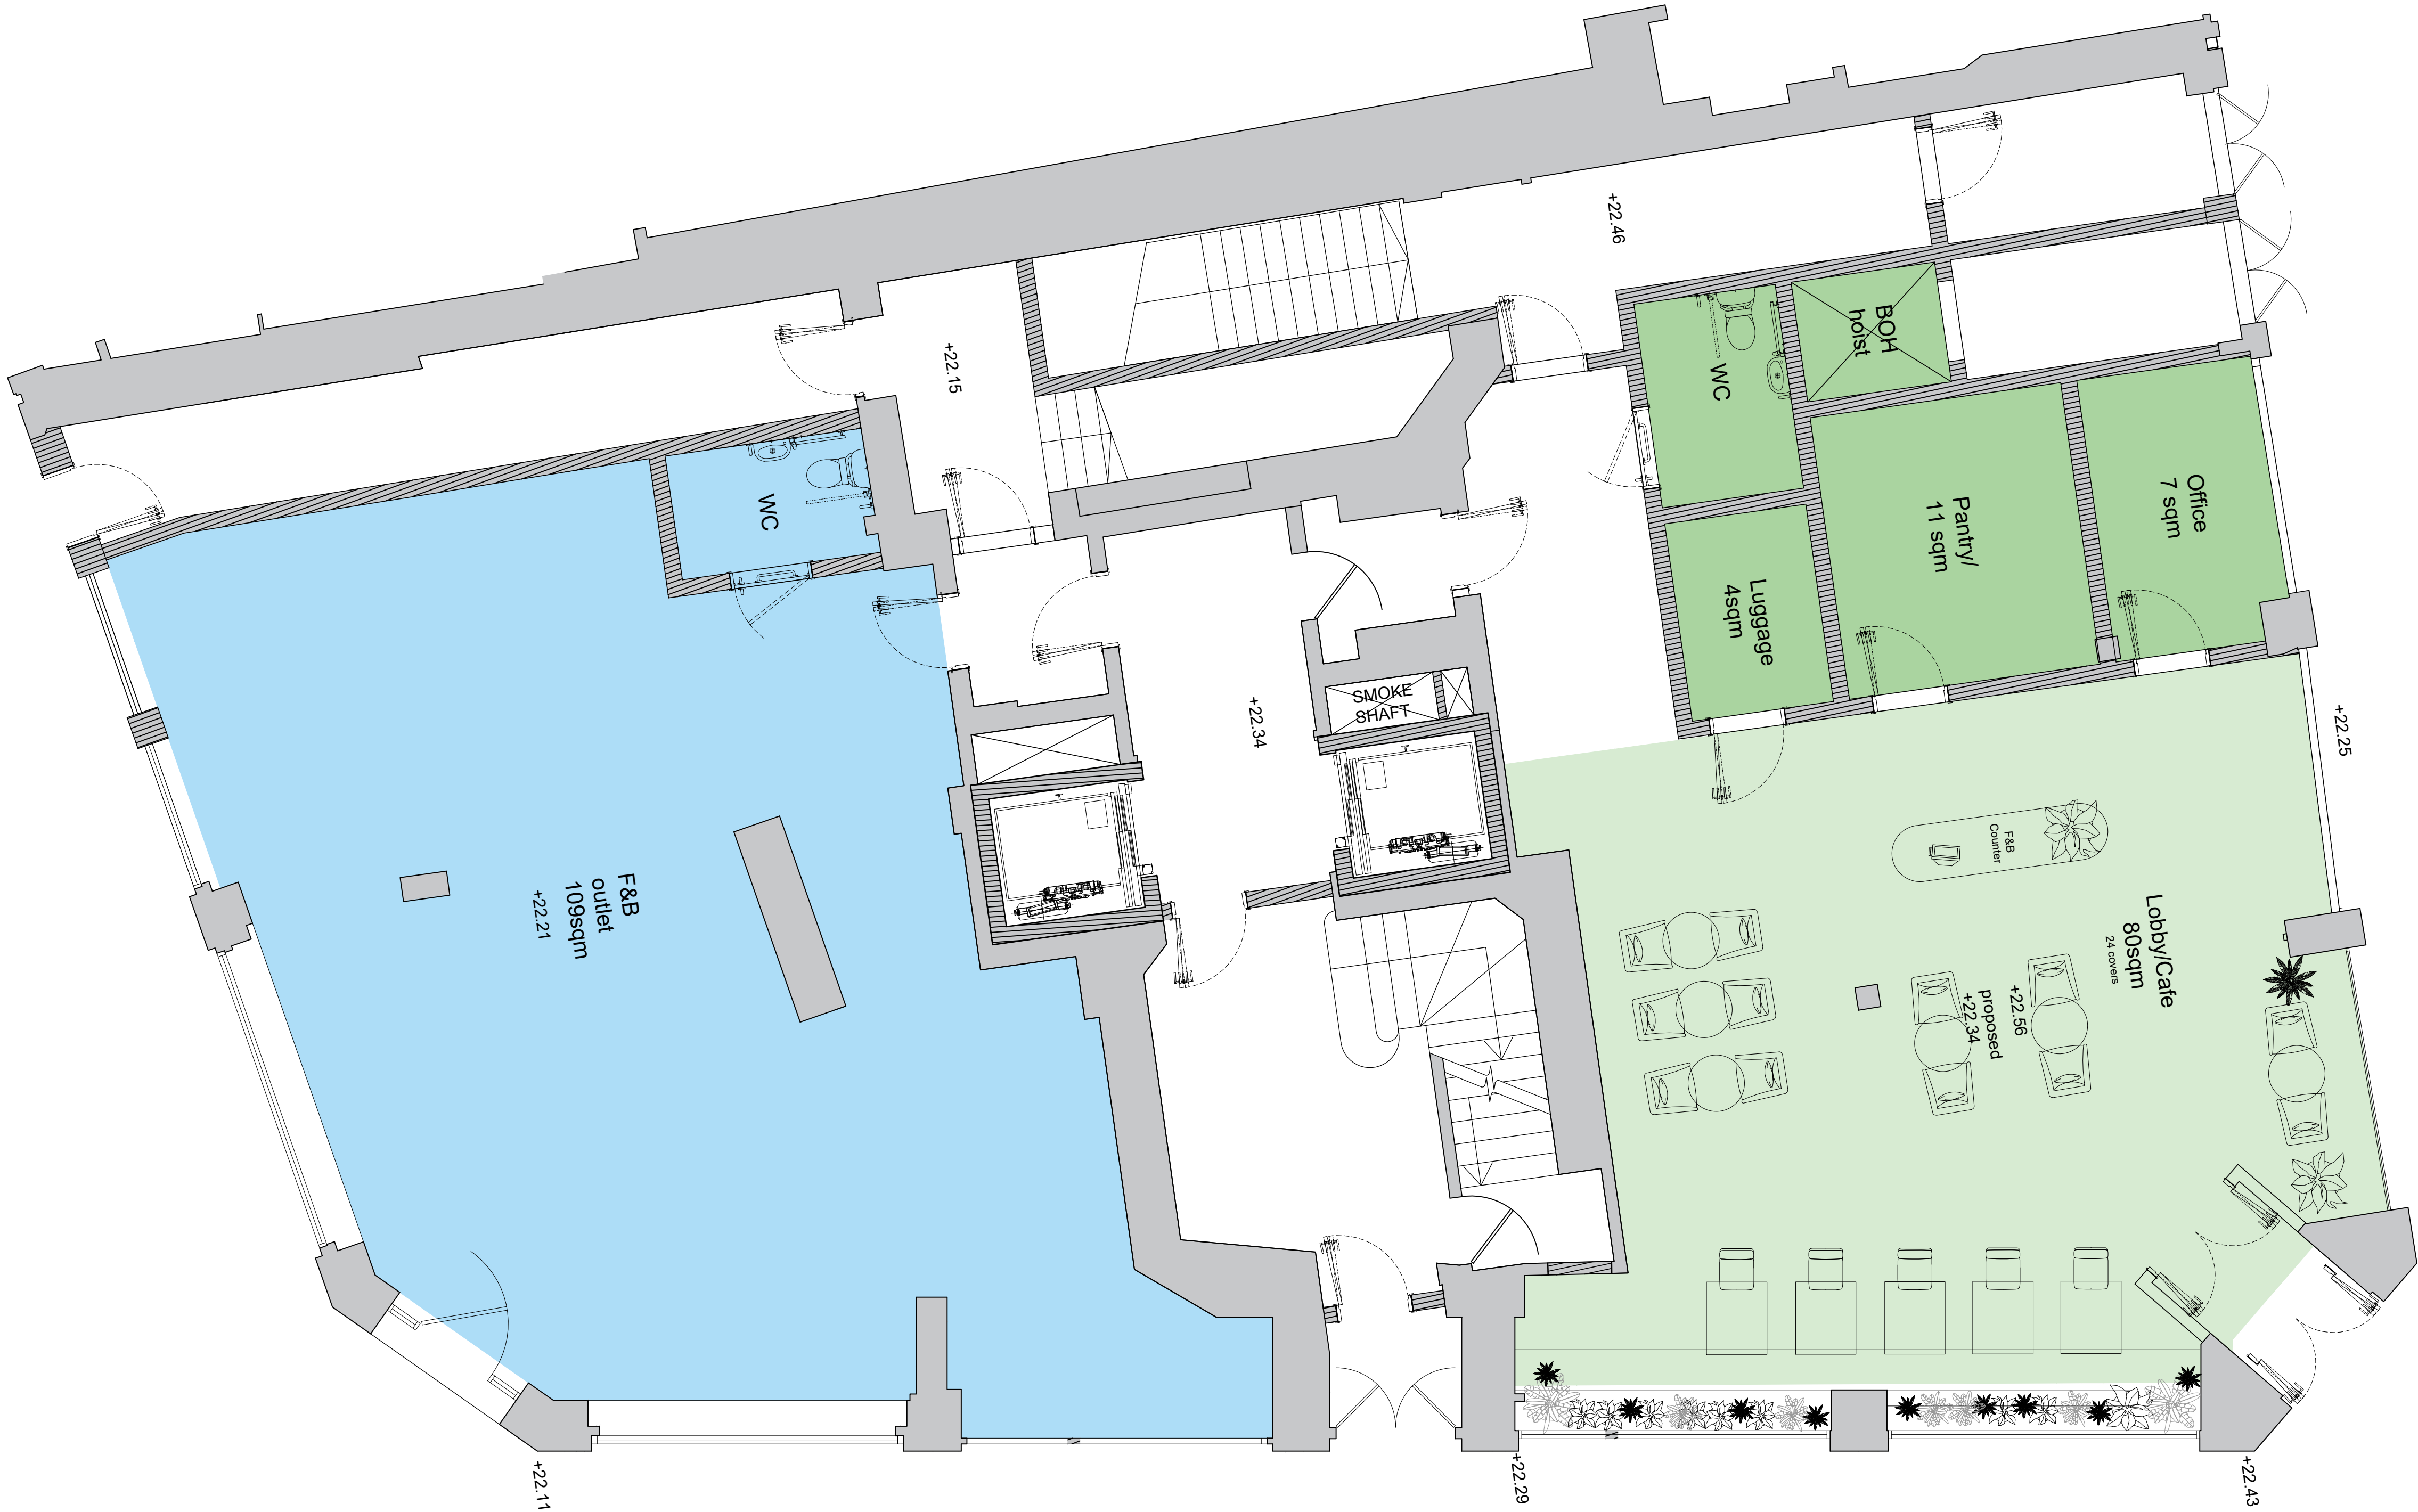 +22.46
BOH
hoist
WC
+22.15
Office
7 sqm
Pantry/
11 sqm
WC
Luggage
4sqm
SMOKE
SHAFT
+22.34
+22.25
F&B
Counter
F&B
outlet
109sqm
+22.21
Lobby/Cafe
80sqm
24 covers
+22.56
proposed
+22.34
+22.11
+22.29
+22.43